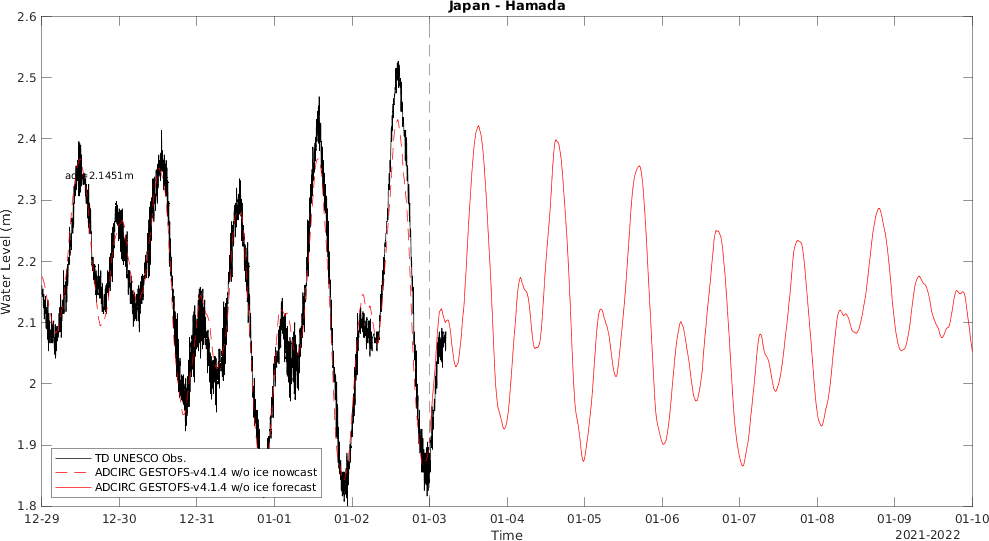 Japan - Hamada
Water Level (m)
2.6
2.5
2.4
2.3
2.2
2.1
2
1.9
1.8
=2.1451m
TD UNESCO Obs.
ADCIRC GESTOFS-v4.1.4 w/o ice nowcast
ADCIRC GESTOFS-v4.1.4 w/o ice forecast
12-29 12-30 12-31 01-01 01-02 01-03 01-04 01-05 01-06 01-07 01-08 01-09 01-10
Time
2021-2022